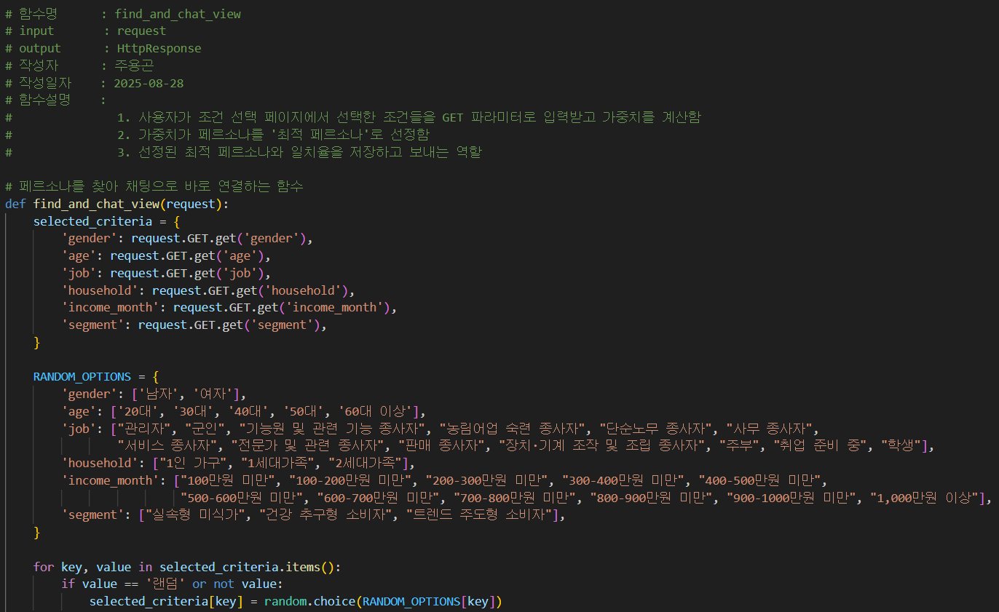 # 함수명 : find_and_chat_view
# input : request
# output : HttpResponse
# 작성자 : 주용곤
# 작성일자 : 2025-08-28
# 함수설명 :
# 1. 사용자가 조건 선택 페이지에서 선택한 조건들을 GET 파라미터로 입력받고 가중치를 계산함
# 2. 가중치가 페르소나를 '최적 페르소나'로 선정함
# 3. 선정된 최적 페르소나와 일치율을 저장하고 보내는 역할
# 페르소나를 찾아 채팅으로 바로 연결하는 함수
def find_and_chat_view(request):
selected_criteria = {
'gender': request.GET.get('gender'),
'age': request.GET.get('age'),
'job': request.GET.get('job'),
'household': request.GET.get('household'),
'income_month': request.GET.get('income_month'),
'segment': request.GET.get('segment'),
}
RANDOM_OPTIONS = {
'gender': ['남자', '여자'],
'age': ['20대', '30대', '40대', '50대', '60대 이상'],
'job': ["관리자", "군인", "기능원 및 관련 기능 종사자", "농림어업 숙련 종사자", "단순노무 종사자", "사무 종사자",
"서비스 종사자", "전문가 및 관련 종사자", "판매 종사자", "장치·기계 조작 및 조립 종사자", "주부", "취업 준비 중", "학생"],
'household': ["1인 가구", "1세대가족", "2세대가족"],
'income_month': ["100만원 미만", "100-200만원 미만", "200-300만원 미만", "300-400만원 미만", "400-500만원 미만",
"500-600만원 미만", "600-700만원 미만", "700-800만원 미만", "800-900만원 미만", "900-1000만원 미만", "1,000만원 이상"],
'segment': ["실속형 미식가", "건강 추구형 소비자", "트렌드 주도형 소비자"],
}
for key, value in selected_criteria.items():
if value == '랜덤' or not value:
selected_criteria[key] = random.choice(RANDOM_OPTIONS[key])